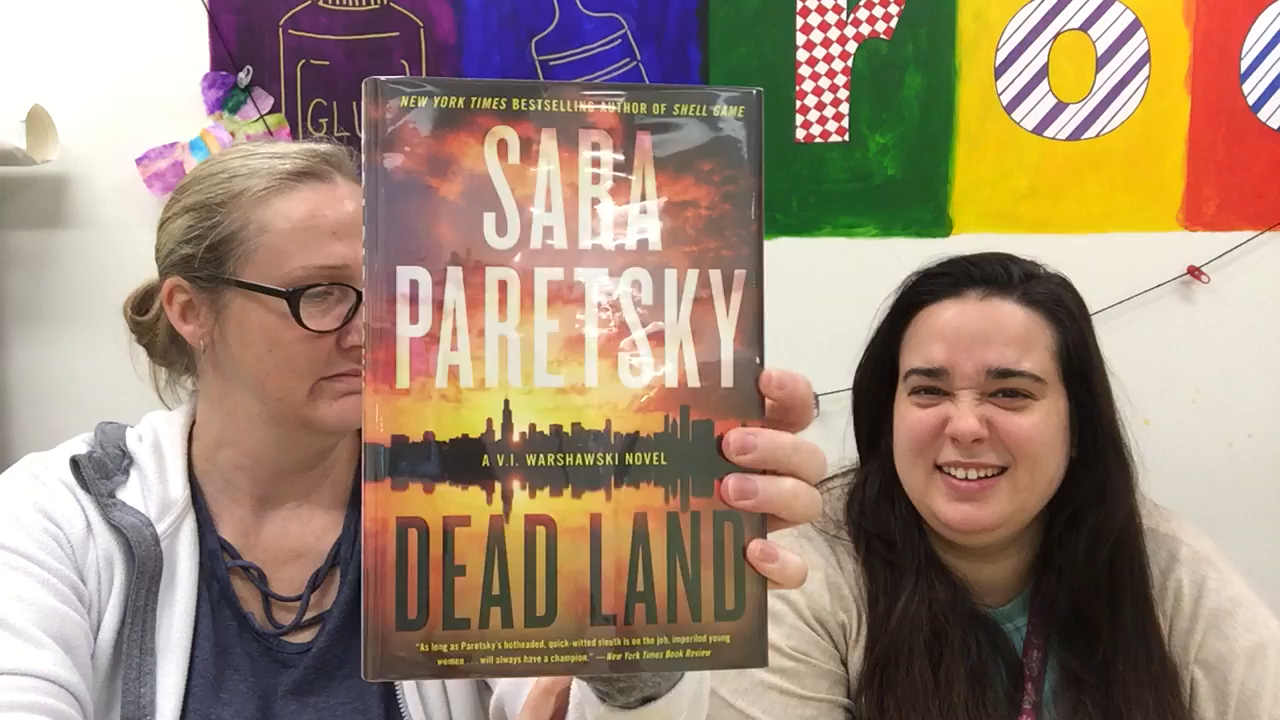 GLU
r
o
NEW YORK TIMES BESTSELLING AUTHOR OF SHELL GAME
SARA
PARETSKY
A V.I. WARSHAWSKI NOVEL
DEAD LAND
"As long as Paretsky's hotheaded, quick-witted sleuth is on the job, imperiled young
women . . . will always have a champion." —New York Times Book Review